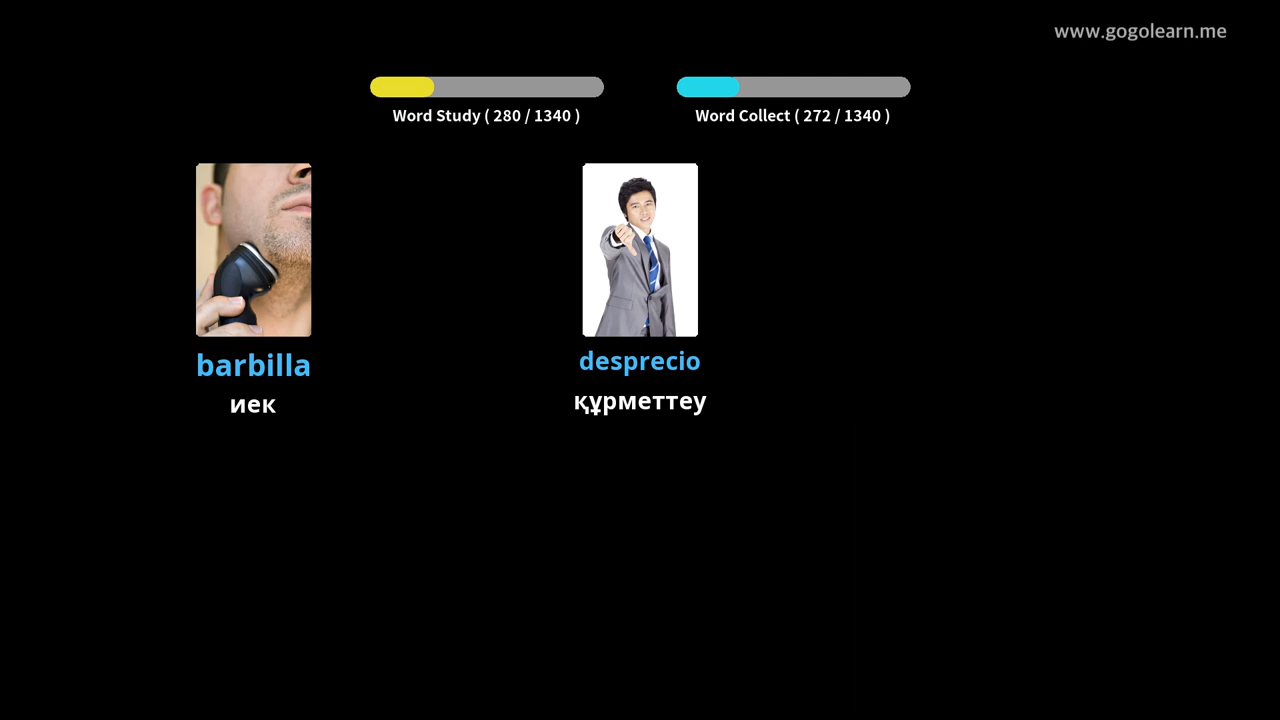 www.gogolearn.me
Word Study ( 280 / 1340 )
Word Collect ( 272 / 1340 )
barbilla
иек
desprecio
құрметтеу